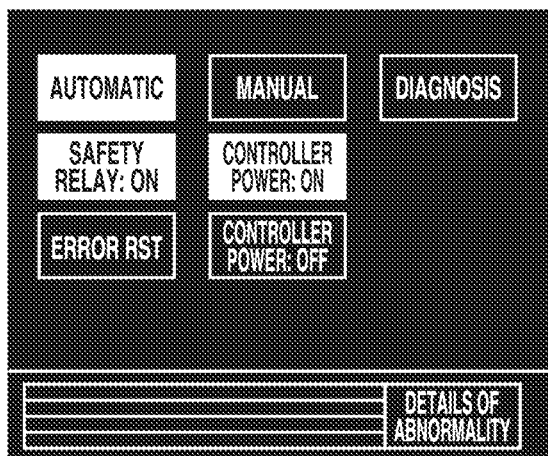 AUTOMATIC
MANUAL
DIAGNOSIS
SAFETY
RELAY: ON
CONTROLLER
POWER: ON
ERROR RST
CONTROLLER
POWER: OFF
DETAILS OF
ABNORMALITY